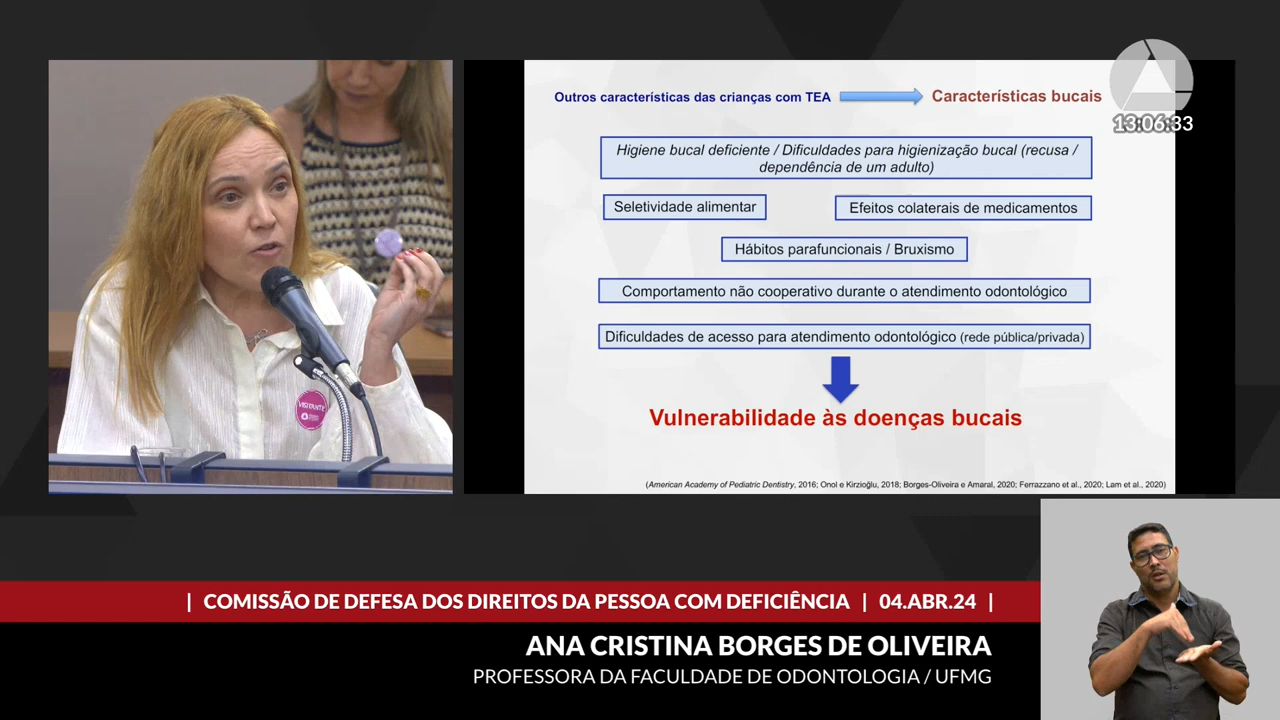 Outros características das crianças com TEA
Características bucais
13:06:33
Higiene bucal deficiente / Dificuldades para higienização bucal (recusa /
dependência de um adulto)
Seletividade alimentar
Efeitos colaterais de medicamentos
Hábitos parafuncionais / Bruxismo
Comportamento não cooperativo durante o atendimento odontológico
Dificuldades de acesso para atendimento odontológico (rede pública/privada)
Vulnerabilidade às doenças bucais
(American Academy of Pediatric Dentistry, 2016; Onol e Kirzioğlu, 2018; Borges-Oliveira e Amaral, 2020; Ferrazzano et al., 2020; Lam et al., 2020)
VISITANTE
| COMISSÃO DE DEFESA DOS DIREITOS DA PESSOA COM DEFICIÊNCIA | 04.ABR.24 |
ANA CRISTINA BORGES DE OLIVEIRA
PROFESSORA DA FACULDADE DE ODONTOLOGIA / UFMG